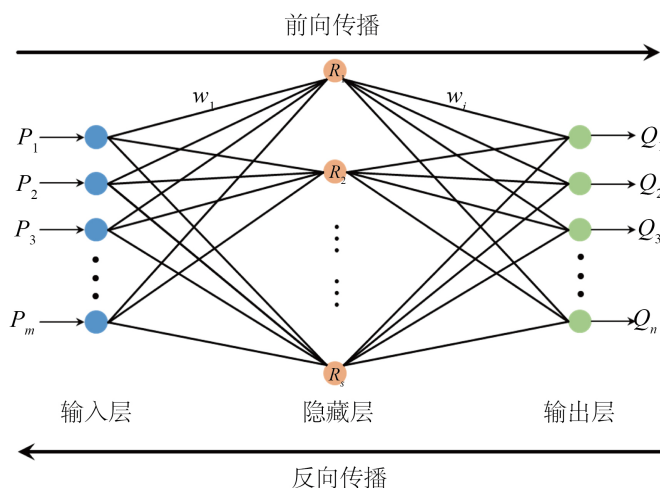 前向传播
R
w₁ wᵢ
P₁ Q₁
P₂ R₂ Q₂
P₃ Q₃
Pₘ Qₙ
Rₛ
输入层 隐藏层 输出层
反向传播